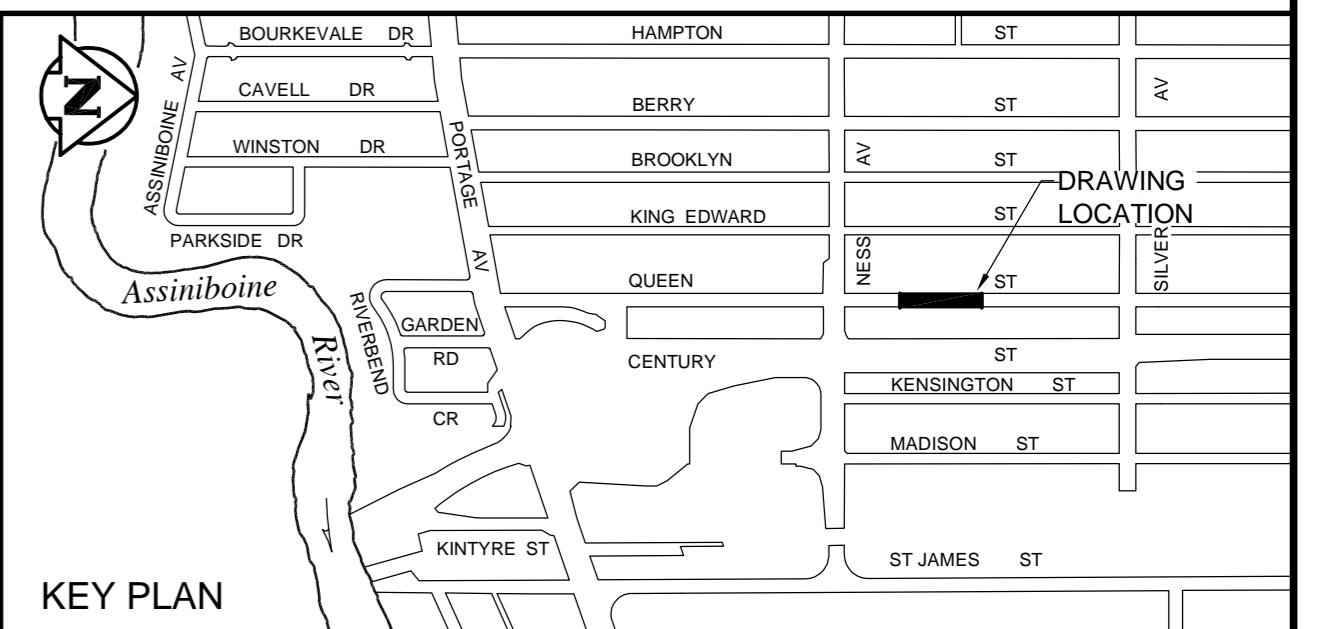 BOURKEVALE DR
HAMPTON ST
N
CAVELL DR
BERRY ST
AV
ASSINIBOINE AV
WINSTON DR
PORTAGE AV
BROOKLYN ST
NESS AV
DRAWING
LOCATION
KING EDWARD ST
PARKSIDE DR
SILVER
QUEEN ST
Assiniboine
River
RIVERBEND
GARDEN
RD
CR
CENTURY ST
KENSINGTON ST
MADISON ST
KINTYRE ST
ST JAMES ST
KEY PLAN